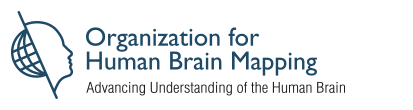 Organization for
Human Brain Mapping
Advancing Understanding of the Human Brain